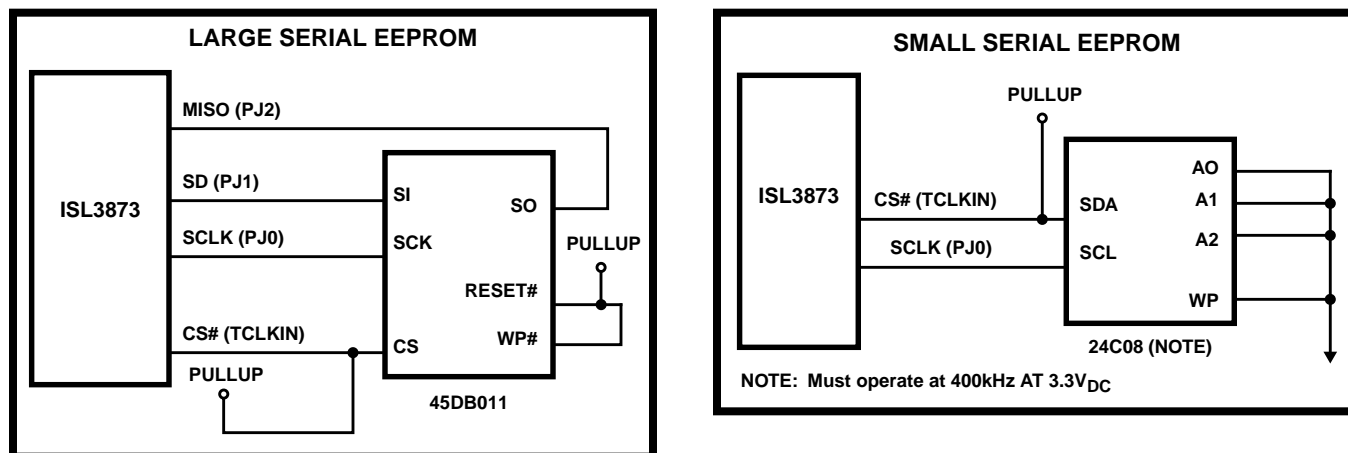 LARGE SERIAL EEPROM
ISL3873
MISO (PJ2)
SD (PJ1)
SCLK (PJ0)
CS# (TCLKIN)
PULLUP
SI
SCK
CS
SO
RESET#
WP#
PULLUP
45DB011
SMALL SERIAL EEPROM
ISL3873
PULLUP
CS# (TCLKIN)
SCLK (PJ0)
SDA
SCL
AO
A1
A2
WP
24C08 (NOTE)
NOTE: Must operate at 400kHz AT 3.3VDC